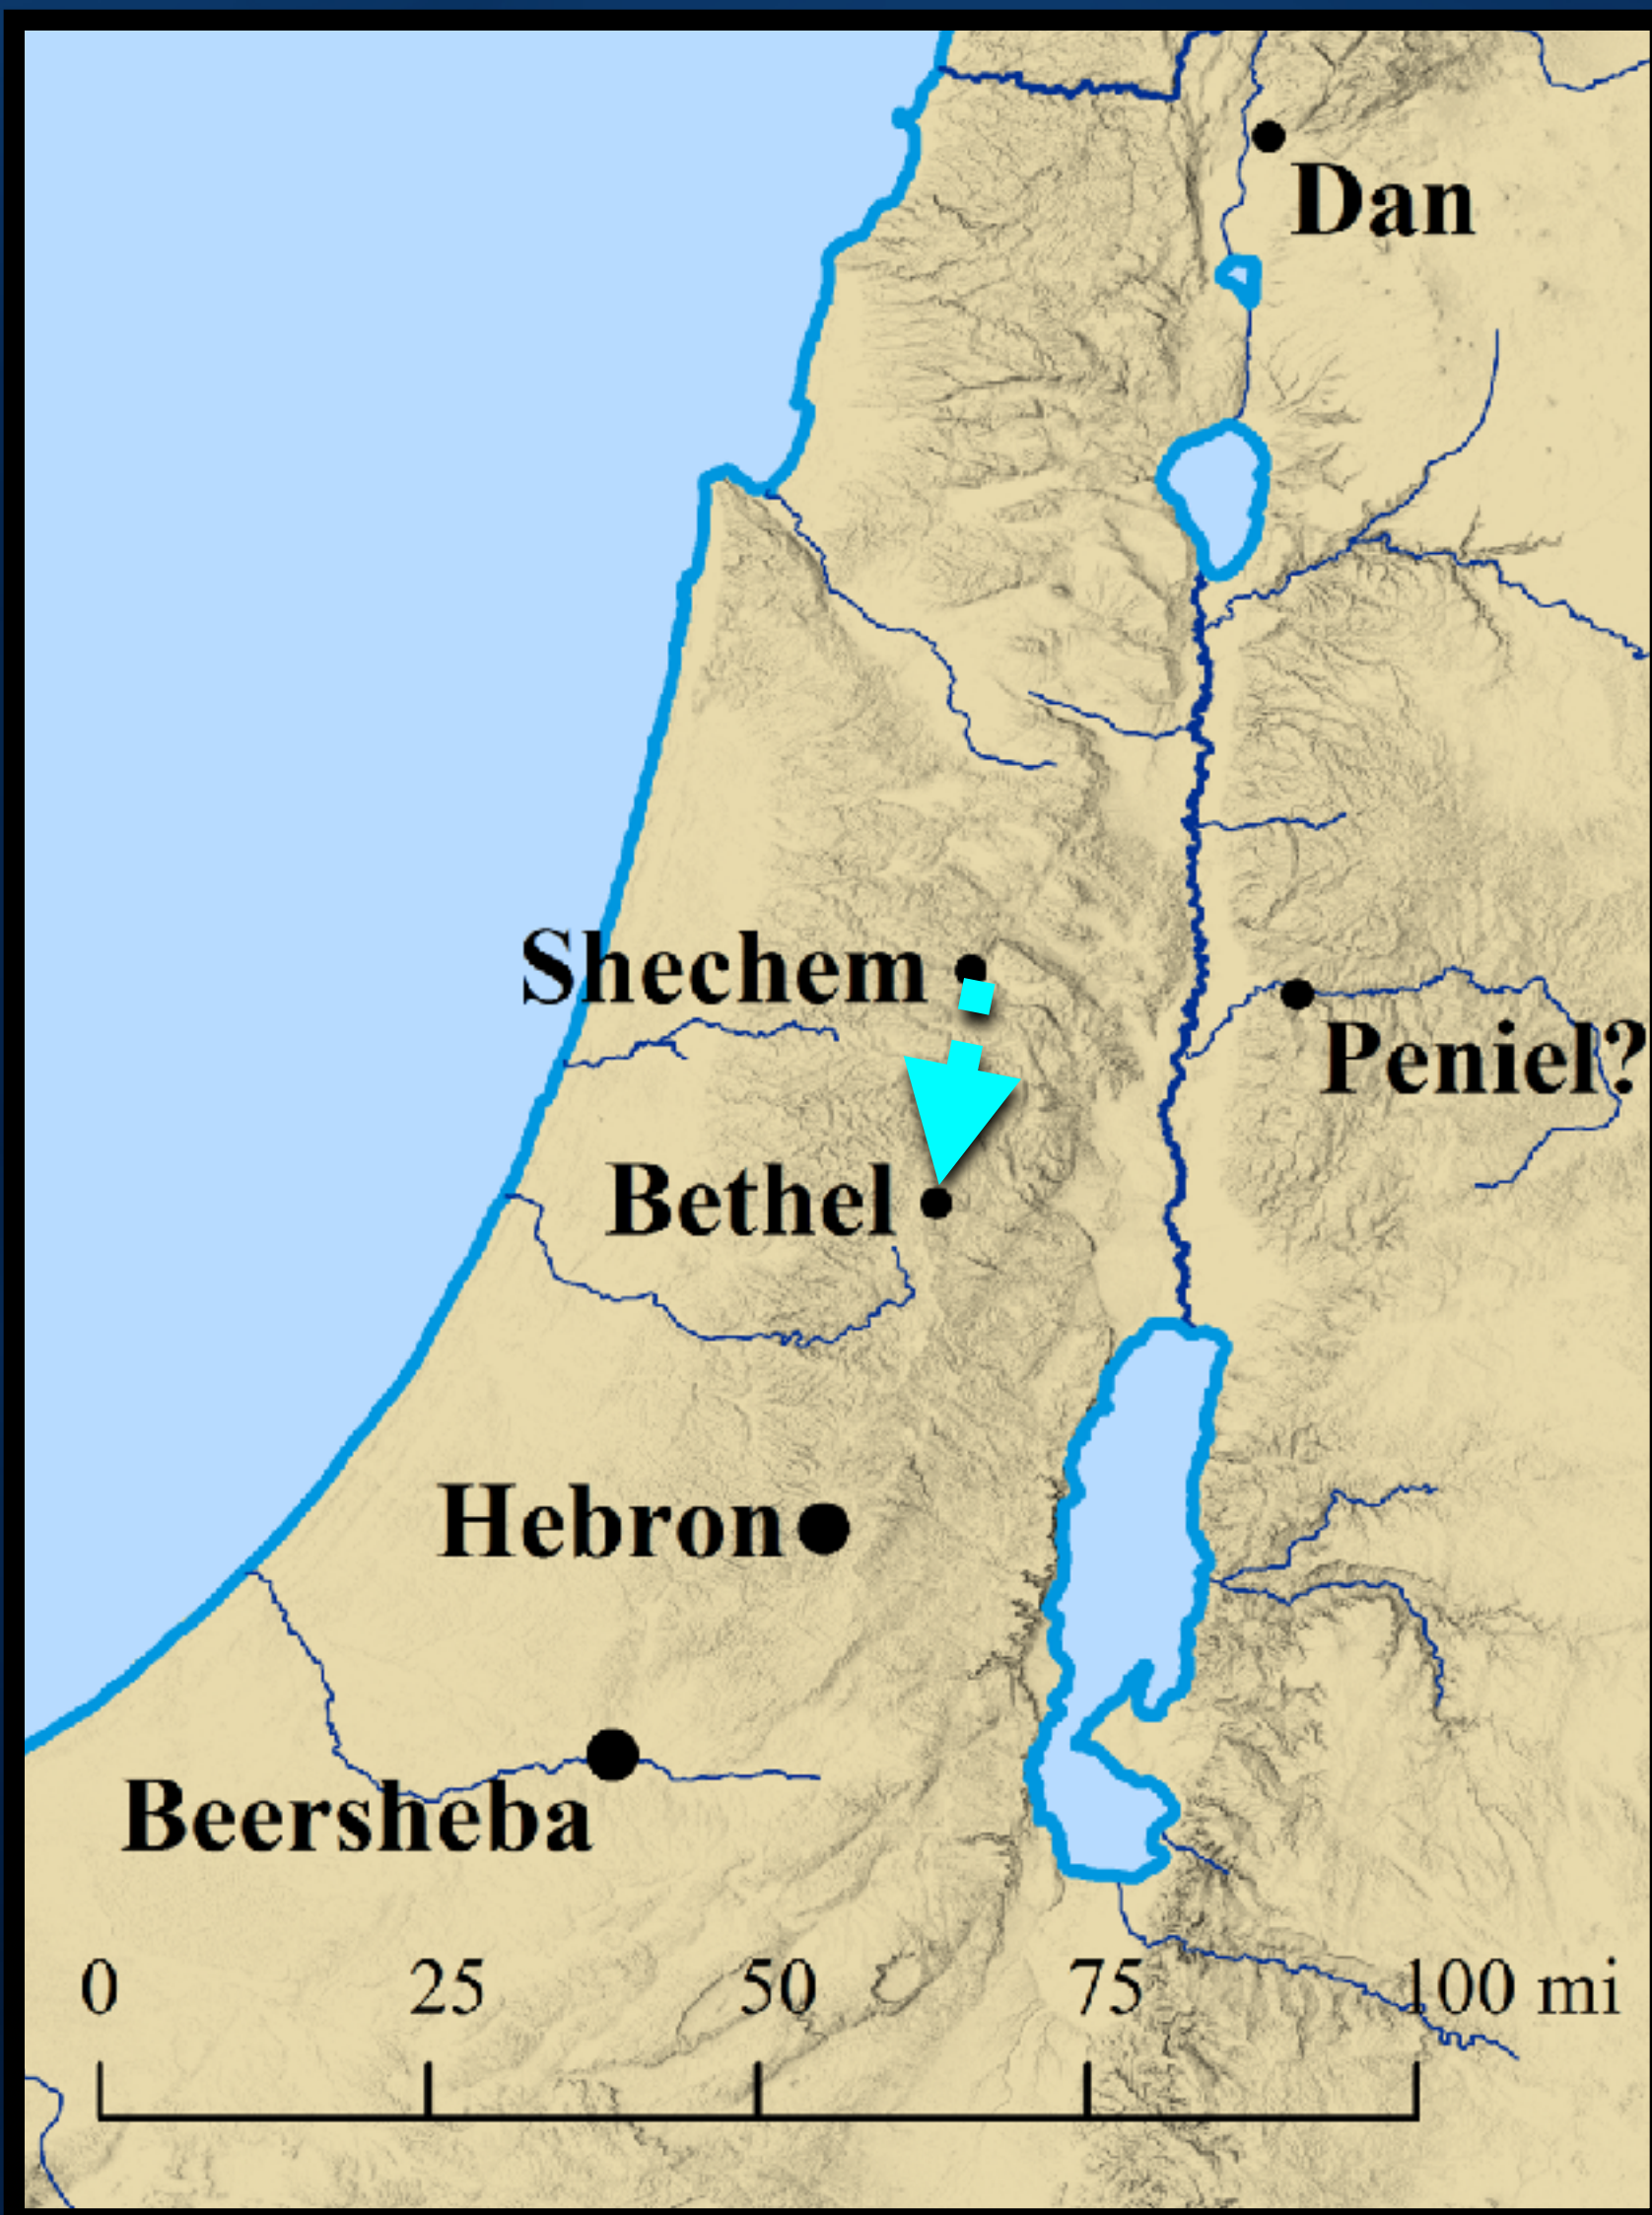 Dan
Shechem
Peniel?
Bethel
Hebron
Beersheba
0 25 50 75 100 mi